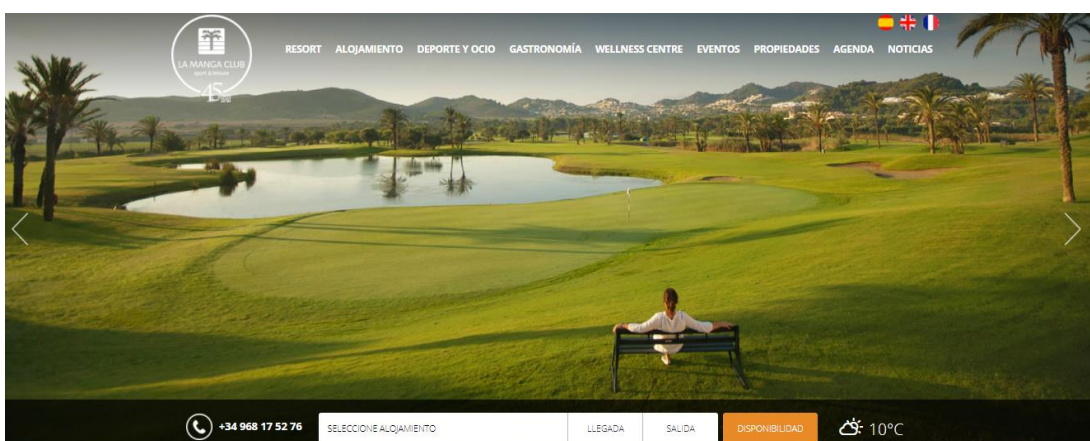 RESORT ALOJAMIENTO DEPORTE Y OCIO GASTRONOMÍA WELLNESS CENTRE EVENTOS PROPIEDADES AGENDA NOTICIAS
LA MANGA CLUB
sport & leisure
45
+34 968 17 52 76 SELECCIONE ALOJAMIENTO LLEGADA SALIDA DISPONIBILIDAD 10°C